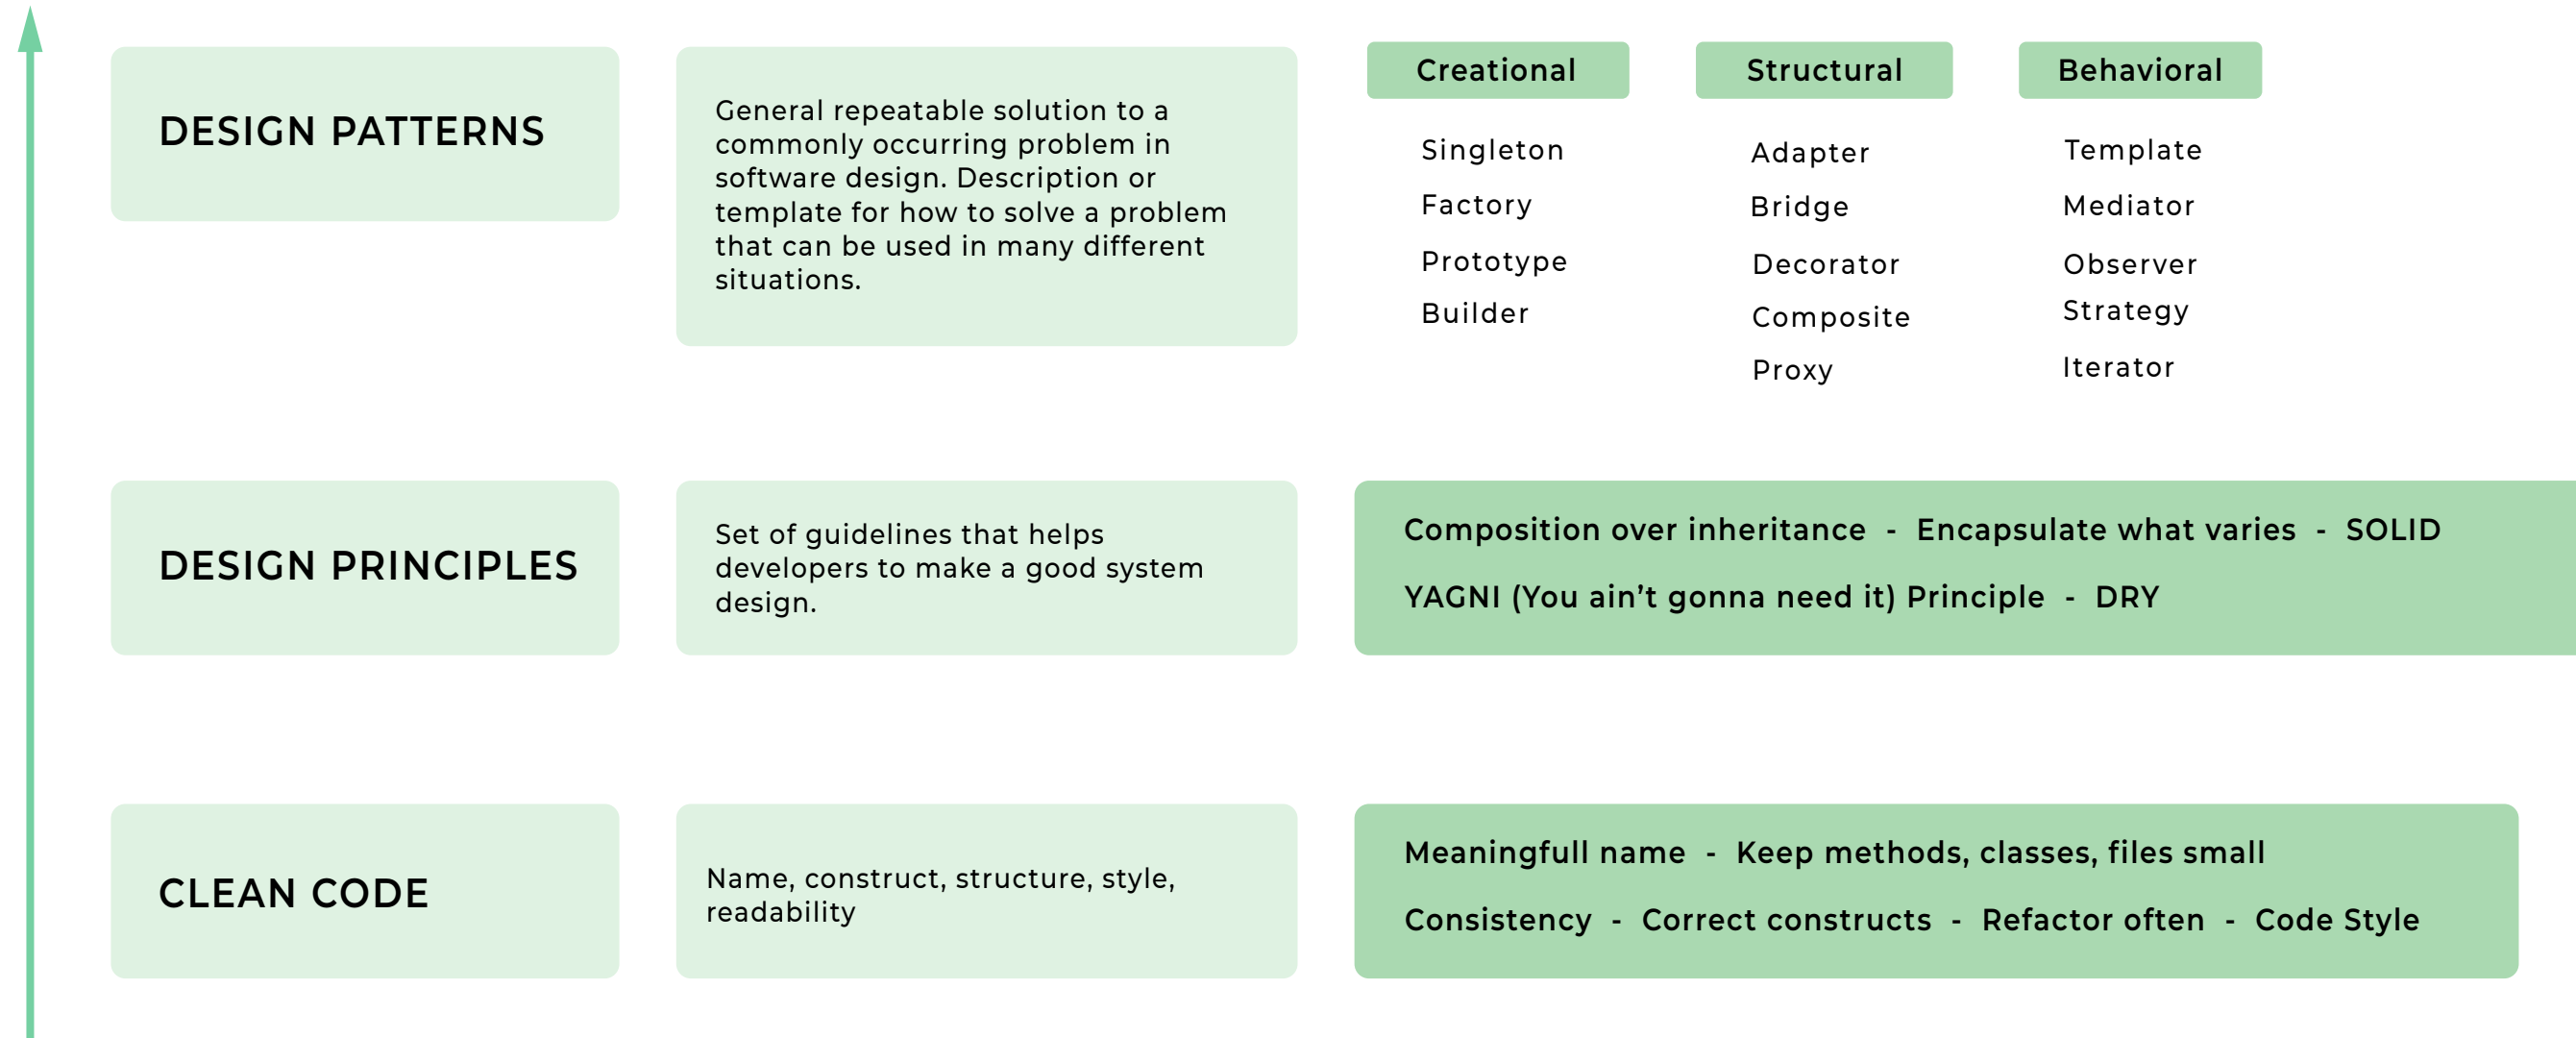 DESIGN PATTERNS
General repeatable solution to a
commonly occurring problem in
software design. Description or
template for how to solve a problem
that can be used in many different
situations.
Creational
Singleton
Factory
Prototype
Builder
Structural
Adapter
Bridge
Decorator
Composite
Proxy
Behavioral
Template
Mediator
Observer
Strategy
Iterator
DESIGN PRINCIPLES
Set of guidelines that helps
developers to make a good system
design.
Composition over inheritance - Encapsulate what varies - SOLID
YAGNI (You ain’t gonna need it) Principle - DRY
CLEAN CODE
Name, construct, structure, style,
readability
Meaningfull name - Keep methods, classes, files small
Consistency - Correct constructs - Refactor often - Code Style